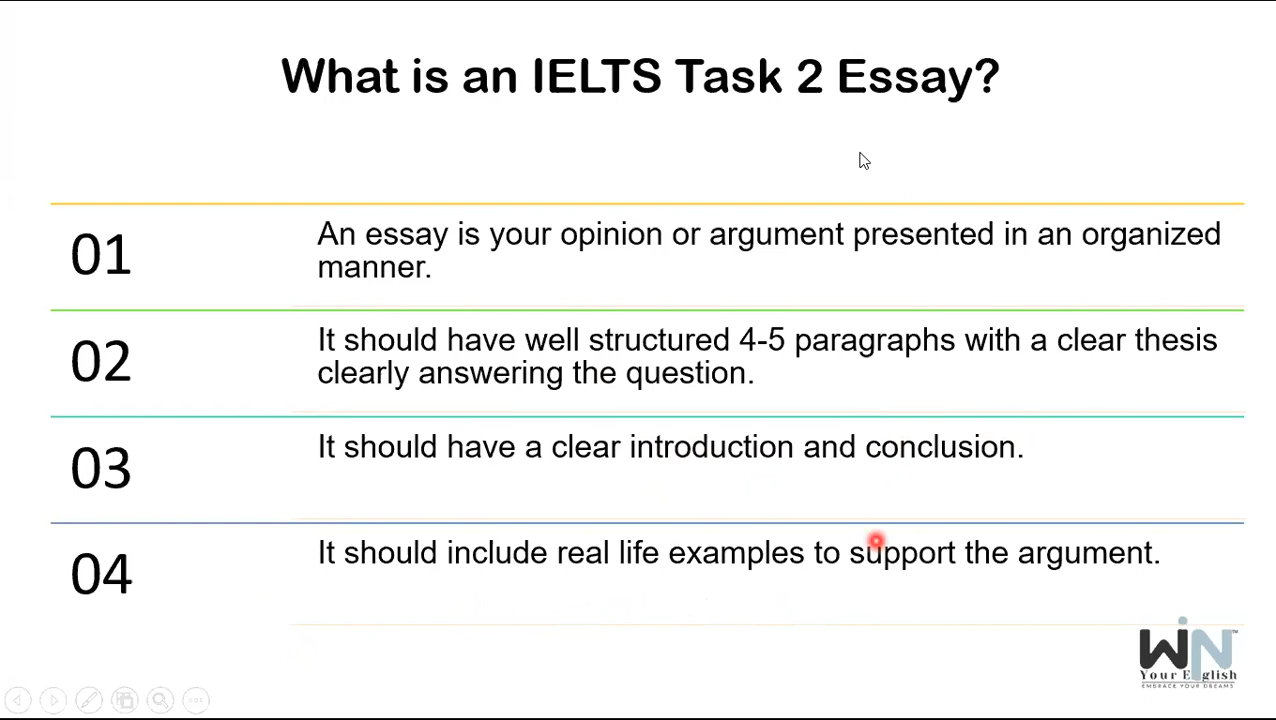 What is an IELTS Task 2 Essay?
01
An essay is your opinion or argument presented in an organized
manner.
02
It should have well structured 4-5 paragraphs with a clear thesis
clearly answering the question.
03
It should have a clear introduction and conclusion.
04
It should include real life examples to support the argument.
WiN™
Your English
EMBRACE YOUR DREAMS